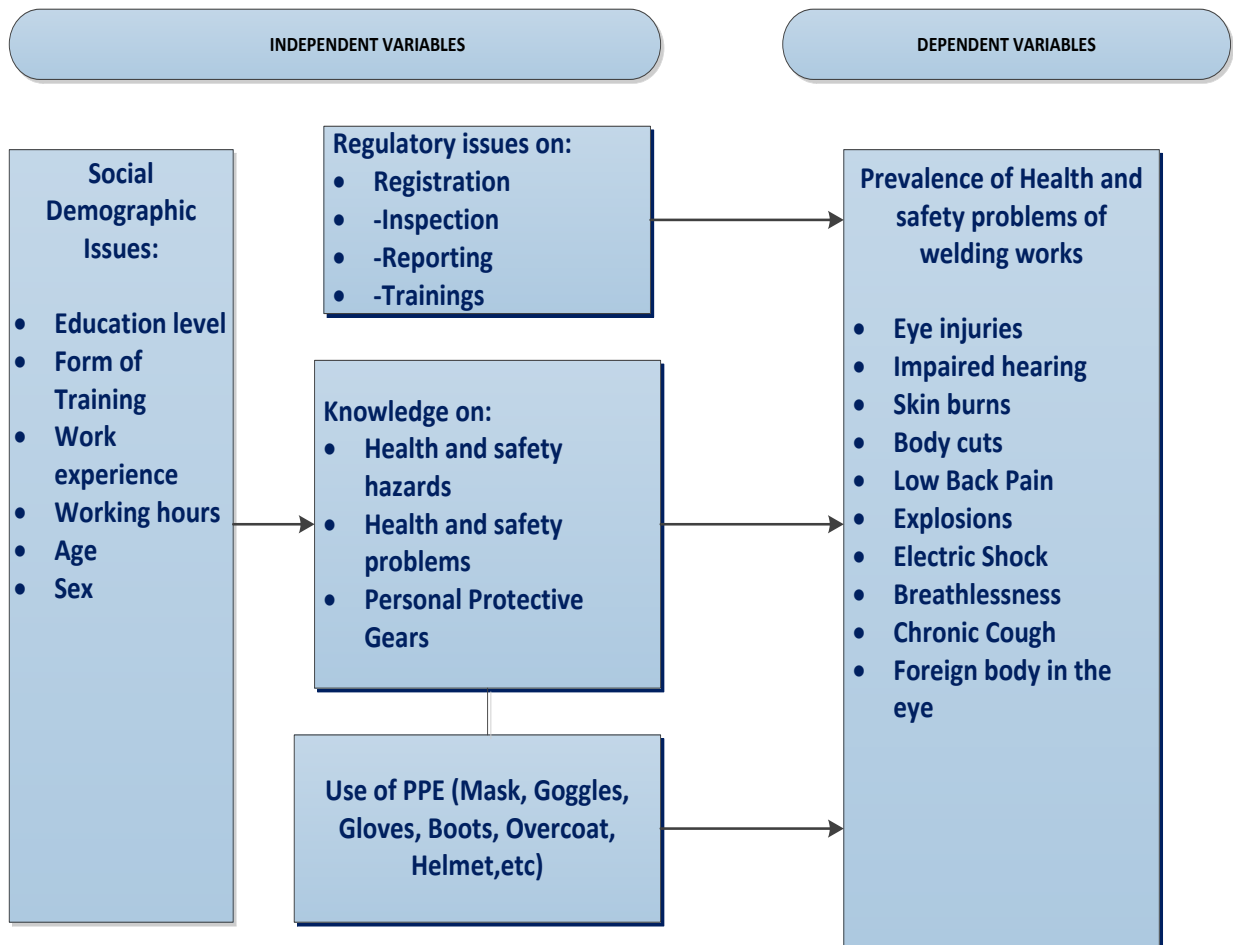 INDEPENDENT VARIABLES
DEPENDENT VARIABLES
Social
Demographic
Issues:
• Education level
• Form of
Training
• Work
experience
• Working hours
• Age
• Sex
Regulatory issues on:
• Registration
• -Inspection
• -Reporting
• -Trainings
Knowledge on:
• Health and safety
hazards
• Health and safety
problems
• Personal Protective
Gears
Use of PPE (Mask, Goggles,
Gloves, Boots, Overcoat,
Helmet,etc)
Prevalence of Health and
safety problems of
welding works
• Eye injuries
• Impaired hearing
• Skin burns
• Body cuts
• Low Back Pain
• Explosions
• Electric Shock
• Breathlessness
• Chronic Cough
• Foreign body in the
eye